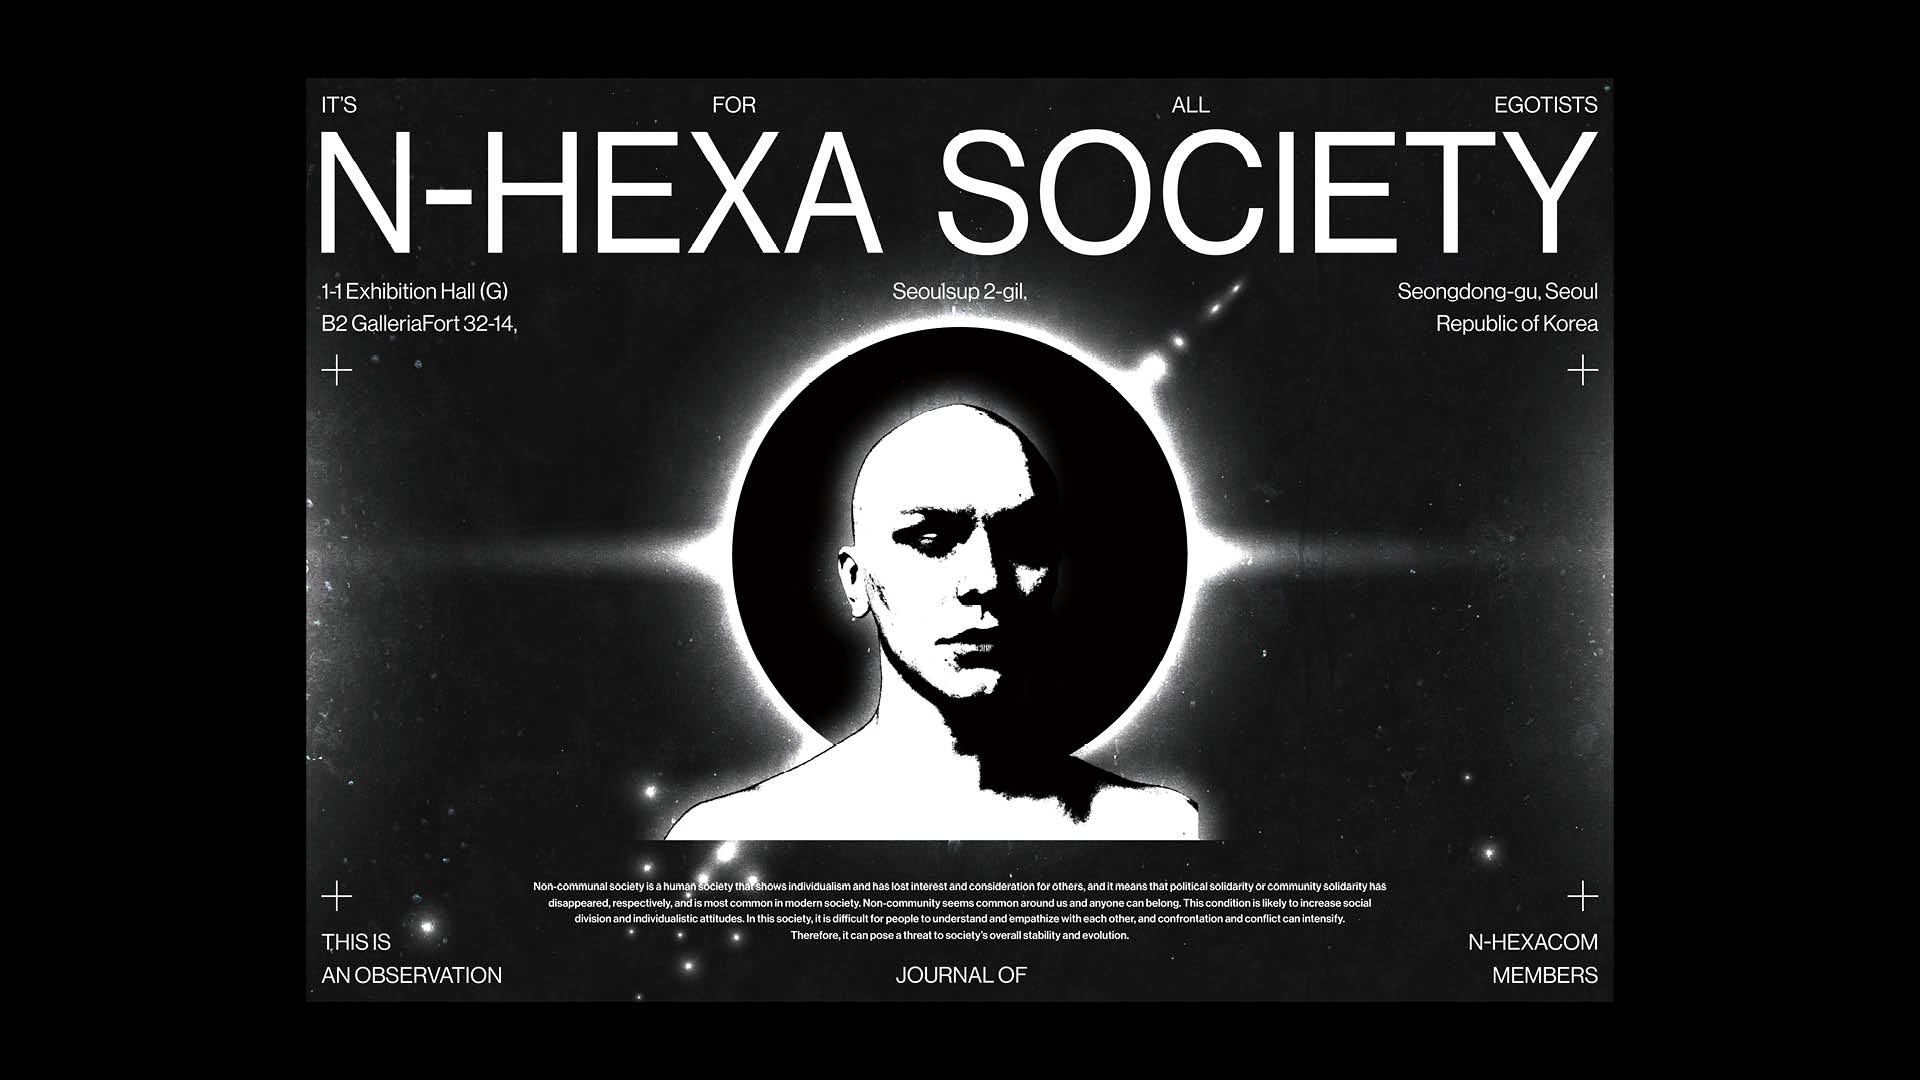 IT'S FOR ALL EGOTISTS
N-HEXA SOCIETY
1-1 Exhibition Hall (G) Seoulsup 2-gil, Seongdong-gu, Seoul
B2 GalleriaFort 32-14, Republic of Korea
Non-communal society is a human society that shows individualism and has lost interest and consideration for others, and it means that political solidarity or community solidarity has
disappeared, respectively, and is most common in modern society. Non-community seems common around us and anyone can belong. This condition is likely to increase social
division and individualistic attitudes. In this society, it is difficult for people to understand and empathize with each other, and confrontation and conflict can intensify.
Therefore, it can pose a threat to society's overall stability and evolution.
THIS IS N-HEXACOM
AN OBSERVATION JOURNAL OF MEMBERS